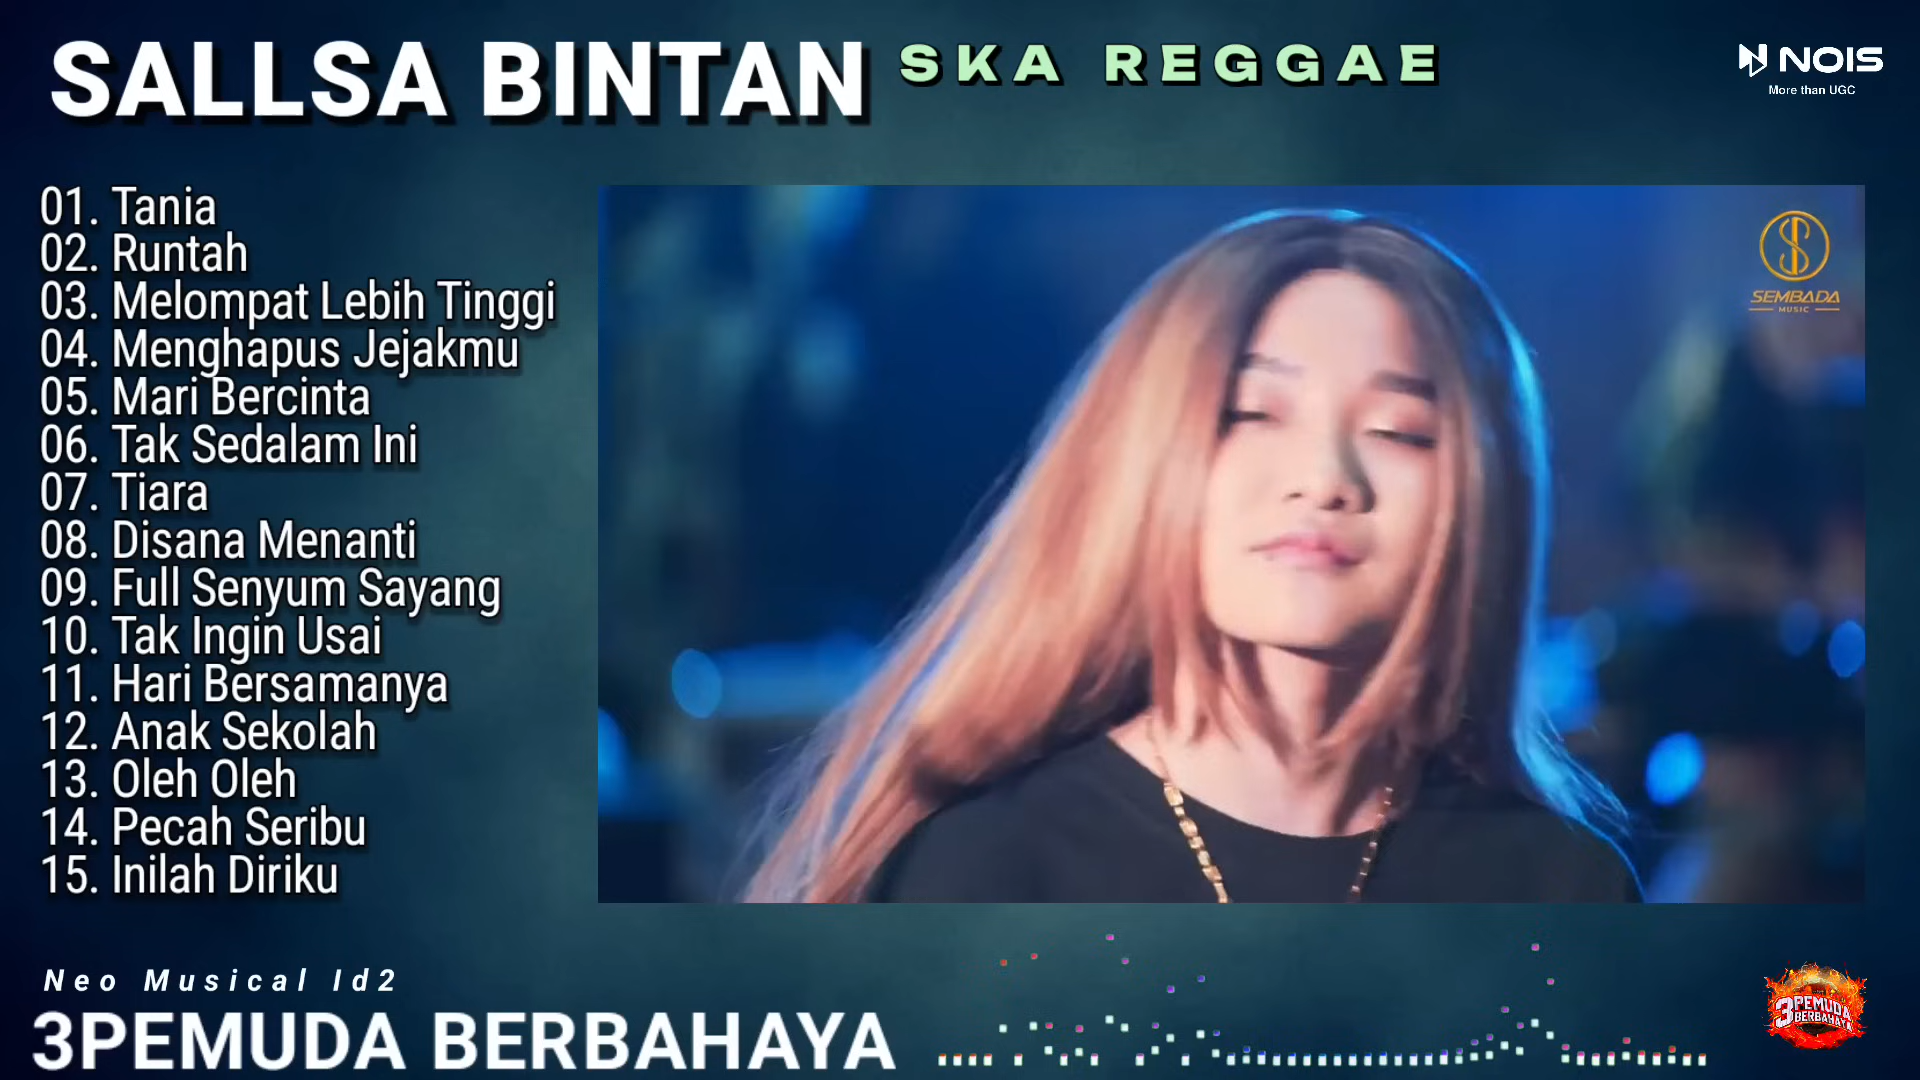 SALLSA BINTAN
SKA REGGAE
NOIS
More than UGC
01. Tania
02. Runtah
03. Melompat Lebih Tinggi
04. Menghapus Jejakmu
05. Mari Bercinta
06. Tak Sedalam Ini
07. Tiara
08. Disana Menanti
09. Full Senyum Sayang
10. Tak Ingin Usai
11. Hari Bersamanya
12. Anak Sekolah
13. Oleh Oleh
14. Pecah Seribu
15. Inilah Diriku
SEMBADA
MUSIC
Neo Musical Id2
3PEMUDA BERBAHAYA
3PEMUDA
BERBAHAYA